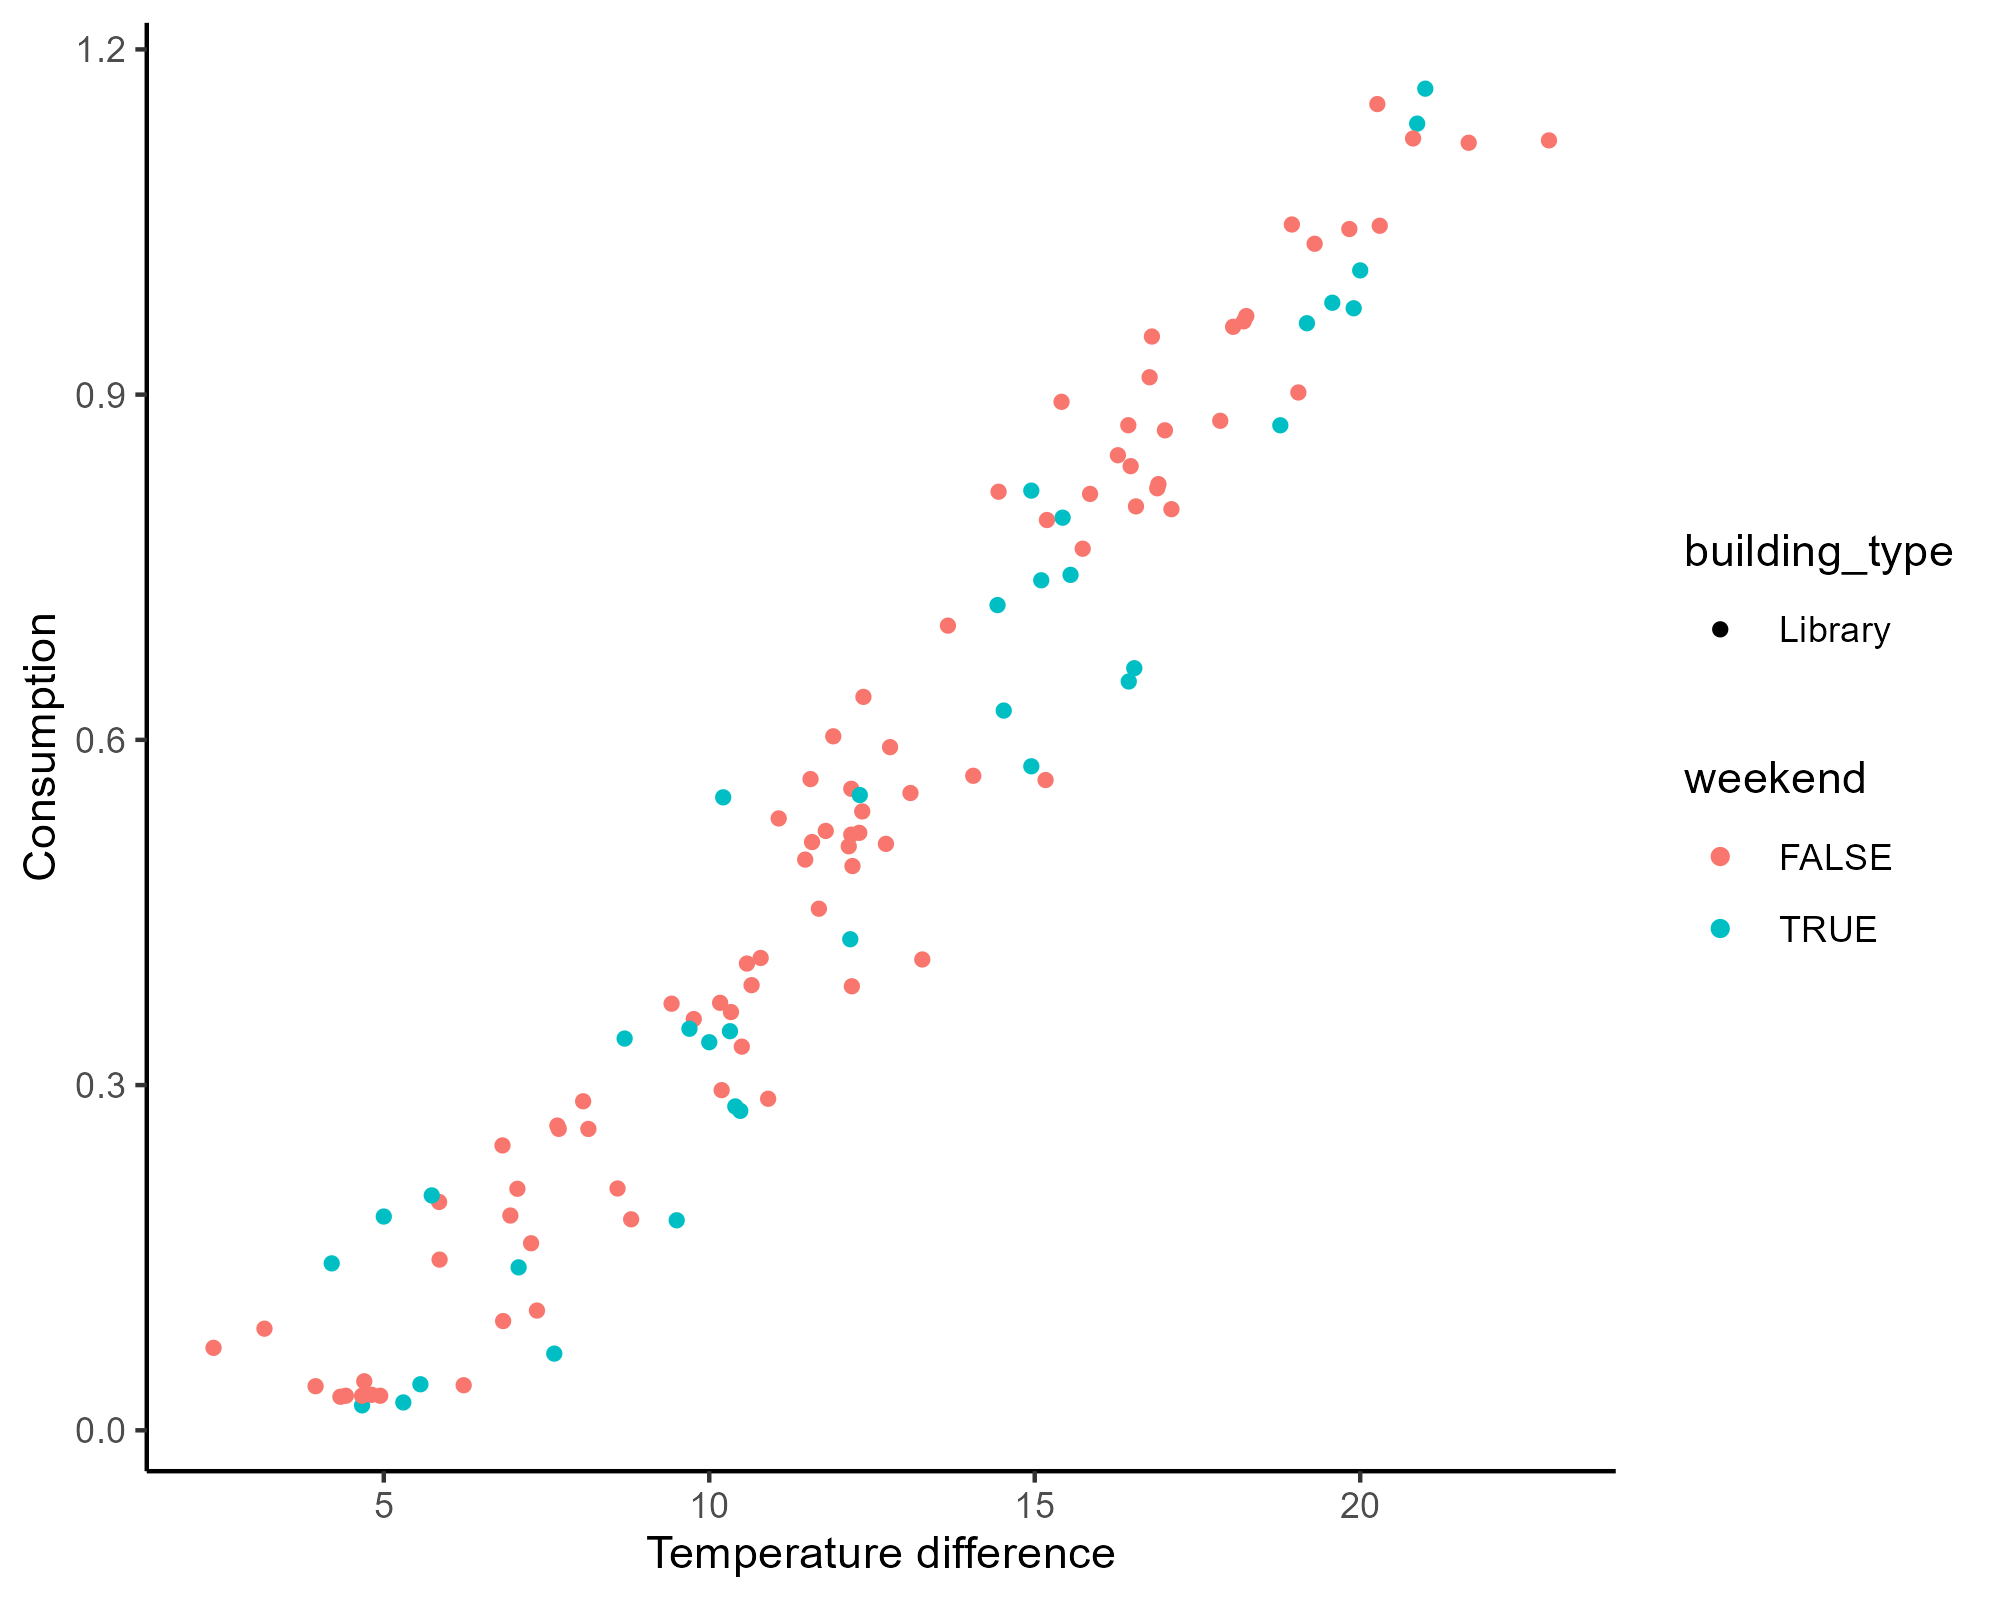 1.2
0.9
0.6
0.3
0.0
Consumption
5
10
15
20
Temperature difference
building_type
Library
weekend
FALSE
TRUE